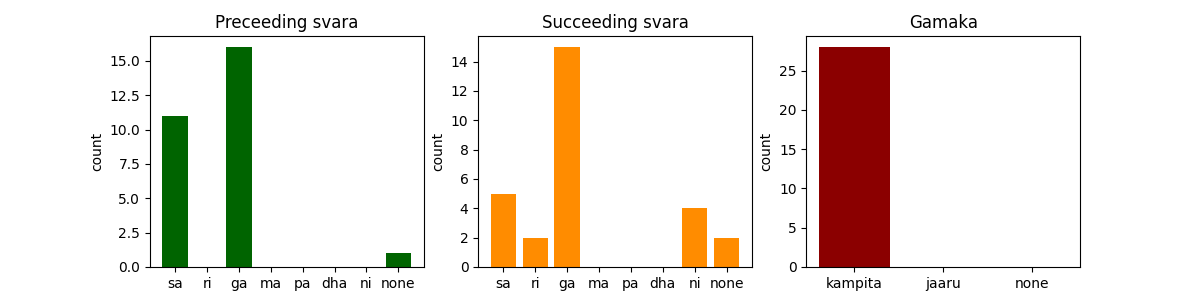 Preceeding svara
count
15.0
12.5
10.0
7.5
5.0
2.5
0.0
sa ri ga ma pa dha ni none
Succeeding svara
count
14
12
10
8
6
4
2
0
sa ri ga ma pa dha ni none
Gamaka
count
25
20
15
10
5
0
kampita jaaru none